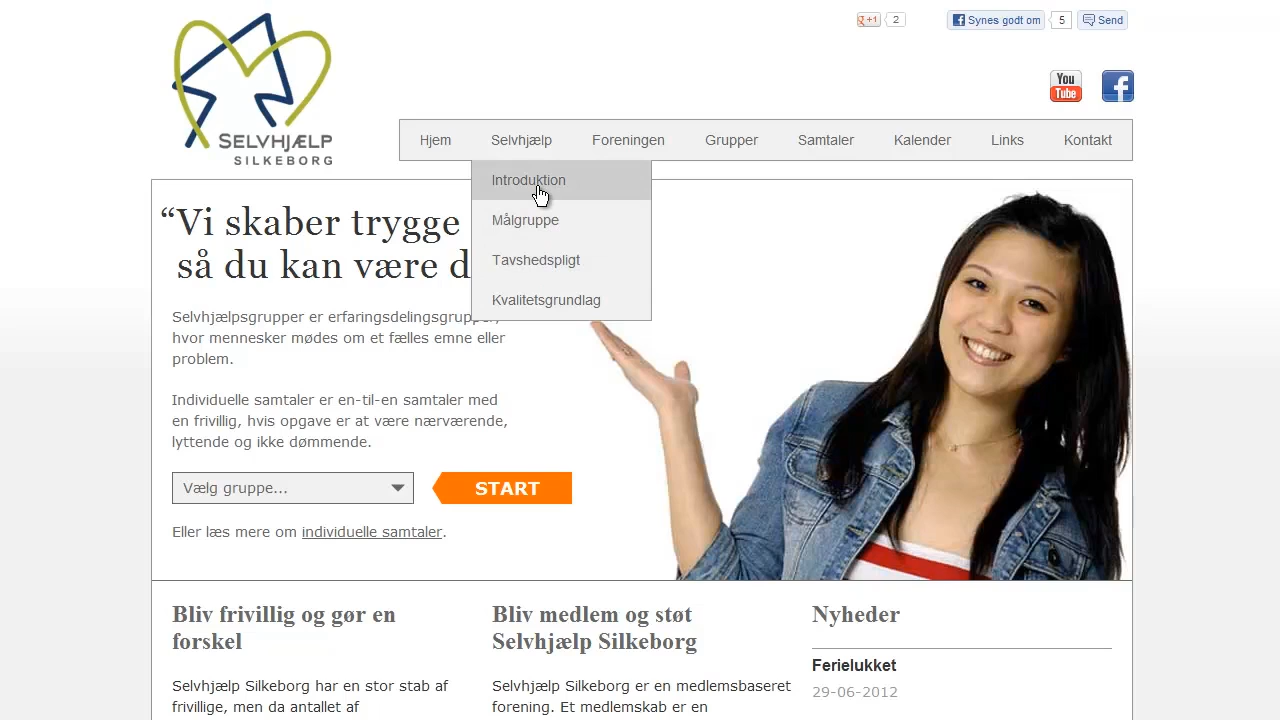 +1
2
Synes godt om
5
Send
You
Tube
SELVHJÆLP
SILKEBORG
Hjem Selvhjælp Foreningen Grupper Samtaler Kalender Links Kontakt
Introduktion
Målgruppe
Tavshedspligt
Kvalitetsgrundlag
“Vi skaber trygge
så du kan være d
Selvhjælpsgrupper er erfaringsdelingsgrupper,
hvor mennesker mødes om et fælles emne eller
problem.
Individuelle samtaler er en-til-en samtaler med
en frivillig, hvis opgave er at være nærværende,
lyttende og ikke dømmende.
Vælg gruppe...
START
Eller læs mere om individuelle samtaler.
Bliv frivillig og gør en
forskel
Selvhjælp Silkeborg har en stor stab af
frivillige, men da antallet af
Bliv medlem og støt
Selvhjælp Silkeborg
Selvhjælp Silkeborg er en medlemsbaseret
forening. Et medlemskab er en
Nyheder
Ferielukket
29-06-2012